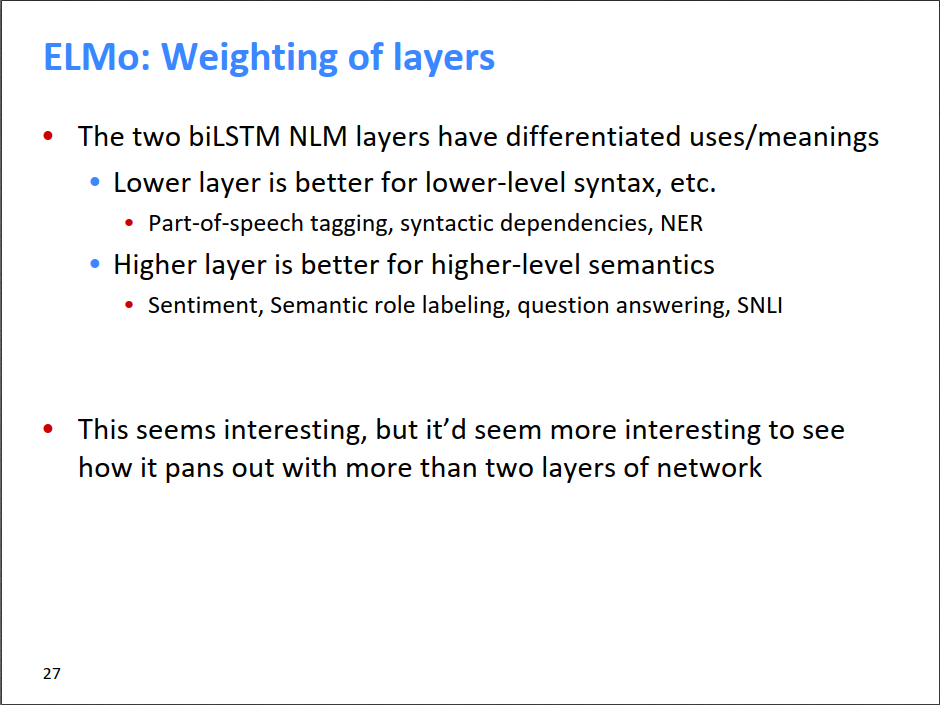 ELMo: Weighting of layers
• The two biLSTM NLM layers have differentiated uses/meanings
• Lower layer is better for lower-level syntax, etc.
• Part-of-speech tagging, syntactic dependencies, NER
• Higher layer is better for higher-level semantics
• Sentiment, Semantic role labeling, question answering, SNLI
• This seems interesting, but it’d seem more interesting to see
how it pans out with more than two layers of network
27